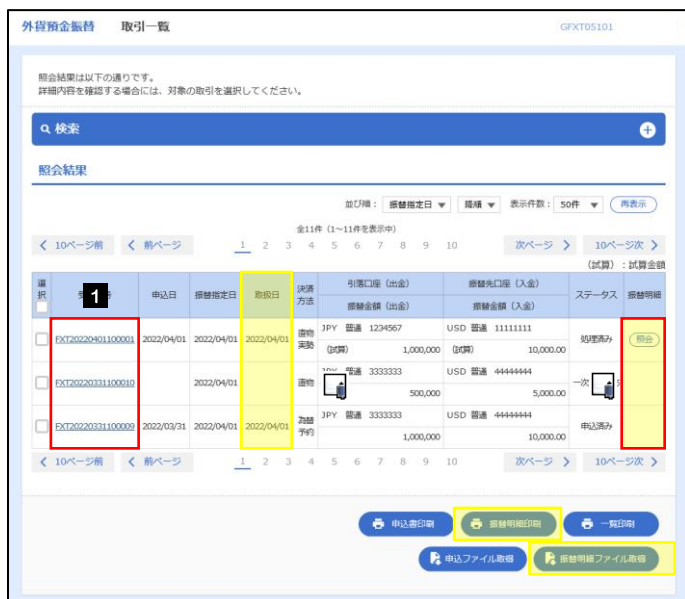 外貨預金振替 取引一覧 GFXT05101
照会結果は以下の通りです。
詳細内容を確認する場合には、対象の取引を選択してください。
検索
照会結果
並び順： 振替指定日 降順 表示件数： 50件 再表示
全11件（1～11件を表示中）
10ページ前 前ページ 1 2 3 4 5 6 7 8 9 10 次ページ 10ページ次
（試算）：試算金額
選択 1 申込日 振替指定日 取扱日 決済方法 引落口座（出金） 振替先口座（入金） ステータス 振替明細
振替金額（出金） 振替金額（入金）
FXT20220401100001 2022/04/01 2022/04/01 2022/04/01 直物実勢 JPY 普通 1234567 USD 普通 11111111 処理済み 照会
（試算） 1,000,000 （試算） 10,000.00
FXT20220331100010 2022/04/01 直物 普通 3333333 USD 普通 44444444 一次
500,000 5,000.00
FXT20220331100009 2022/03/31 2022/04/01 2022/04/01 為替予約 JPY 普通 3333333 USD 普通 44444444 申込済み
1,000,000 10,000.00
10ページ前 前ページ 1 2 3 4 5 6 7 8 9 10 次ページ 10ページ次
申込書印刷 振替明細印刷 一覧印刷
申込ファイル取得 振替明細ファイル取得